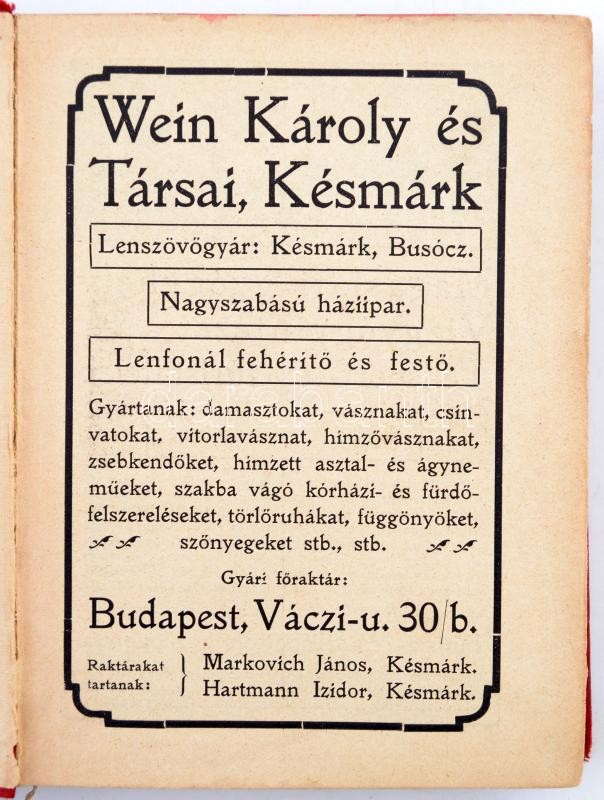 Wein Károly és
Társai, Késmárk
Lenszövőgyár: Késmárk, Busócz.
Nagyszabású háziipar.
Lenfonál fehérítő és festő.
Gyártanak: damasztokat, vásznakat, csin-
vatokat, vitorlavásznat, hímzővásznakat,
zsebkendőket, hímzett asztal- és ágyne-
műeket, szakba vágó kórházi- és fürdő-
felszereléseket, törlőruhákat, függönyöket,
szőnyegeket stb., stb.
Gyári főraktár:
Budapest, Váczi-u. 30/b.
Raktárakat
tartanak:
Markovich János, Késmárk.
Hartmann Izidor, Késmárk.